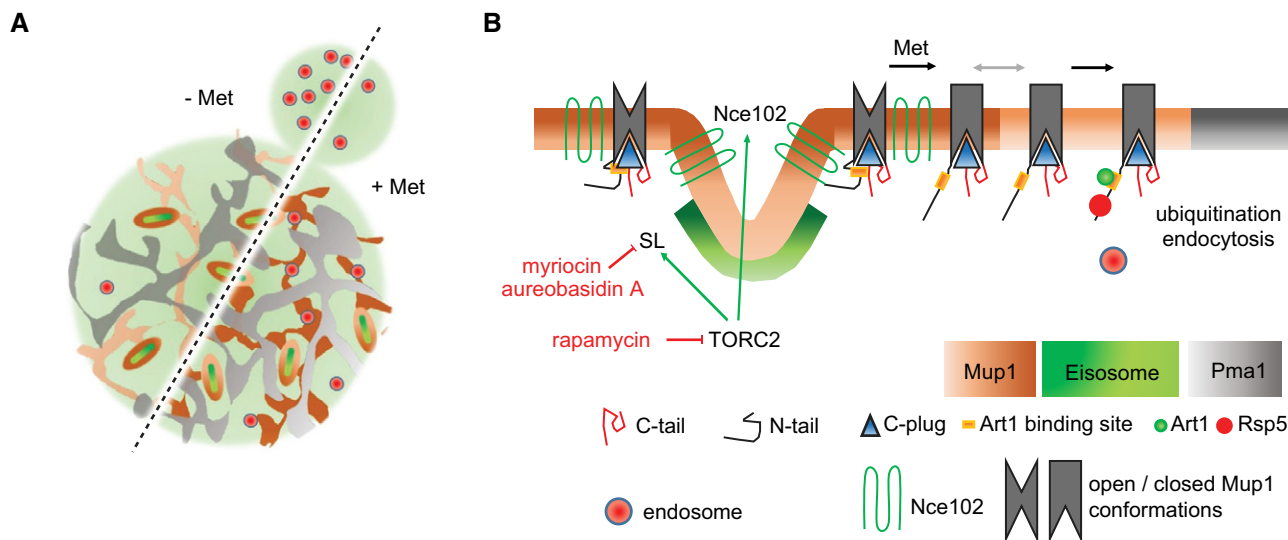 A
- Met
+ Met
B
Met
Nce102
SL
myriocin
aureobasidin A
rapamycin
TORC2
ubiquitination
endocytosis
Mup1
Eisosome
Pma1
C-tail
N-tail
C-plug
Art1 binding site
Art1
Rsp5
endosome
Nce102
open / closed Mup1
conformations